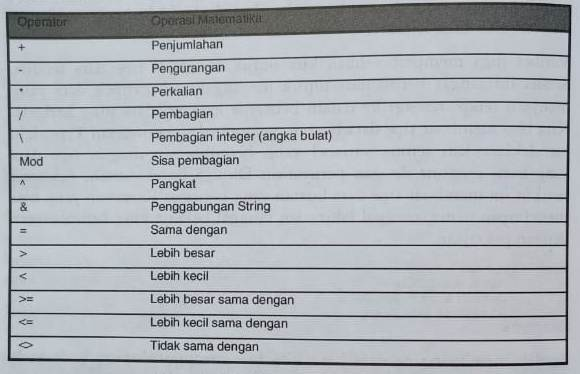 Operator Operasi Matematika
+ Penjumlahan
- Pengurangan
* Perkalian
/ Pembagian
\ Pembagian integer (angka bulat)
Mod Sisa pembagian
^ Pangkat
& Penggabungan String
= Sama dengan
> Lebih besar
< Lebih kecil
>= Lebih besar sama dengan
<= Lebih kecil sama dengan
<> Tidak sama dengan